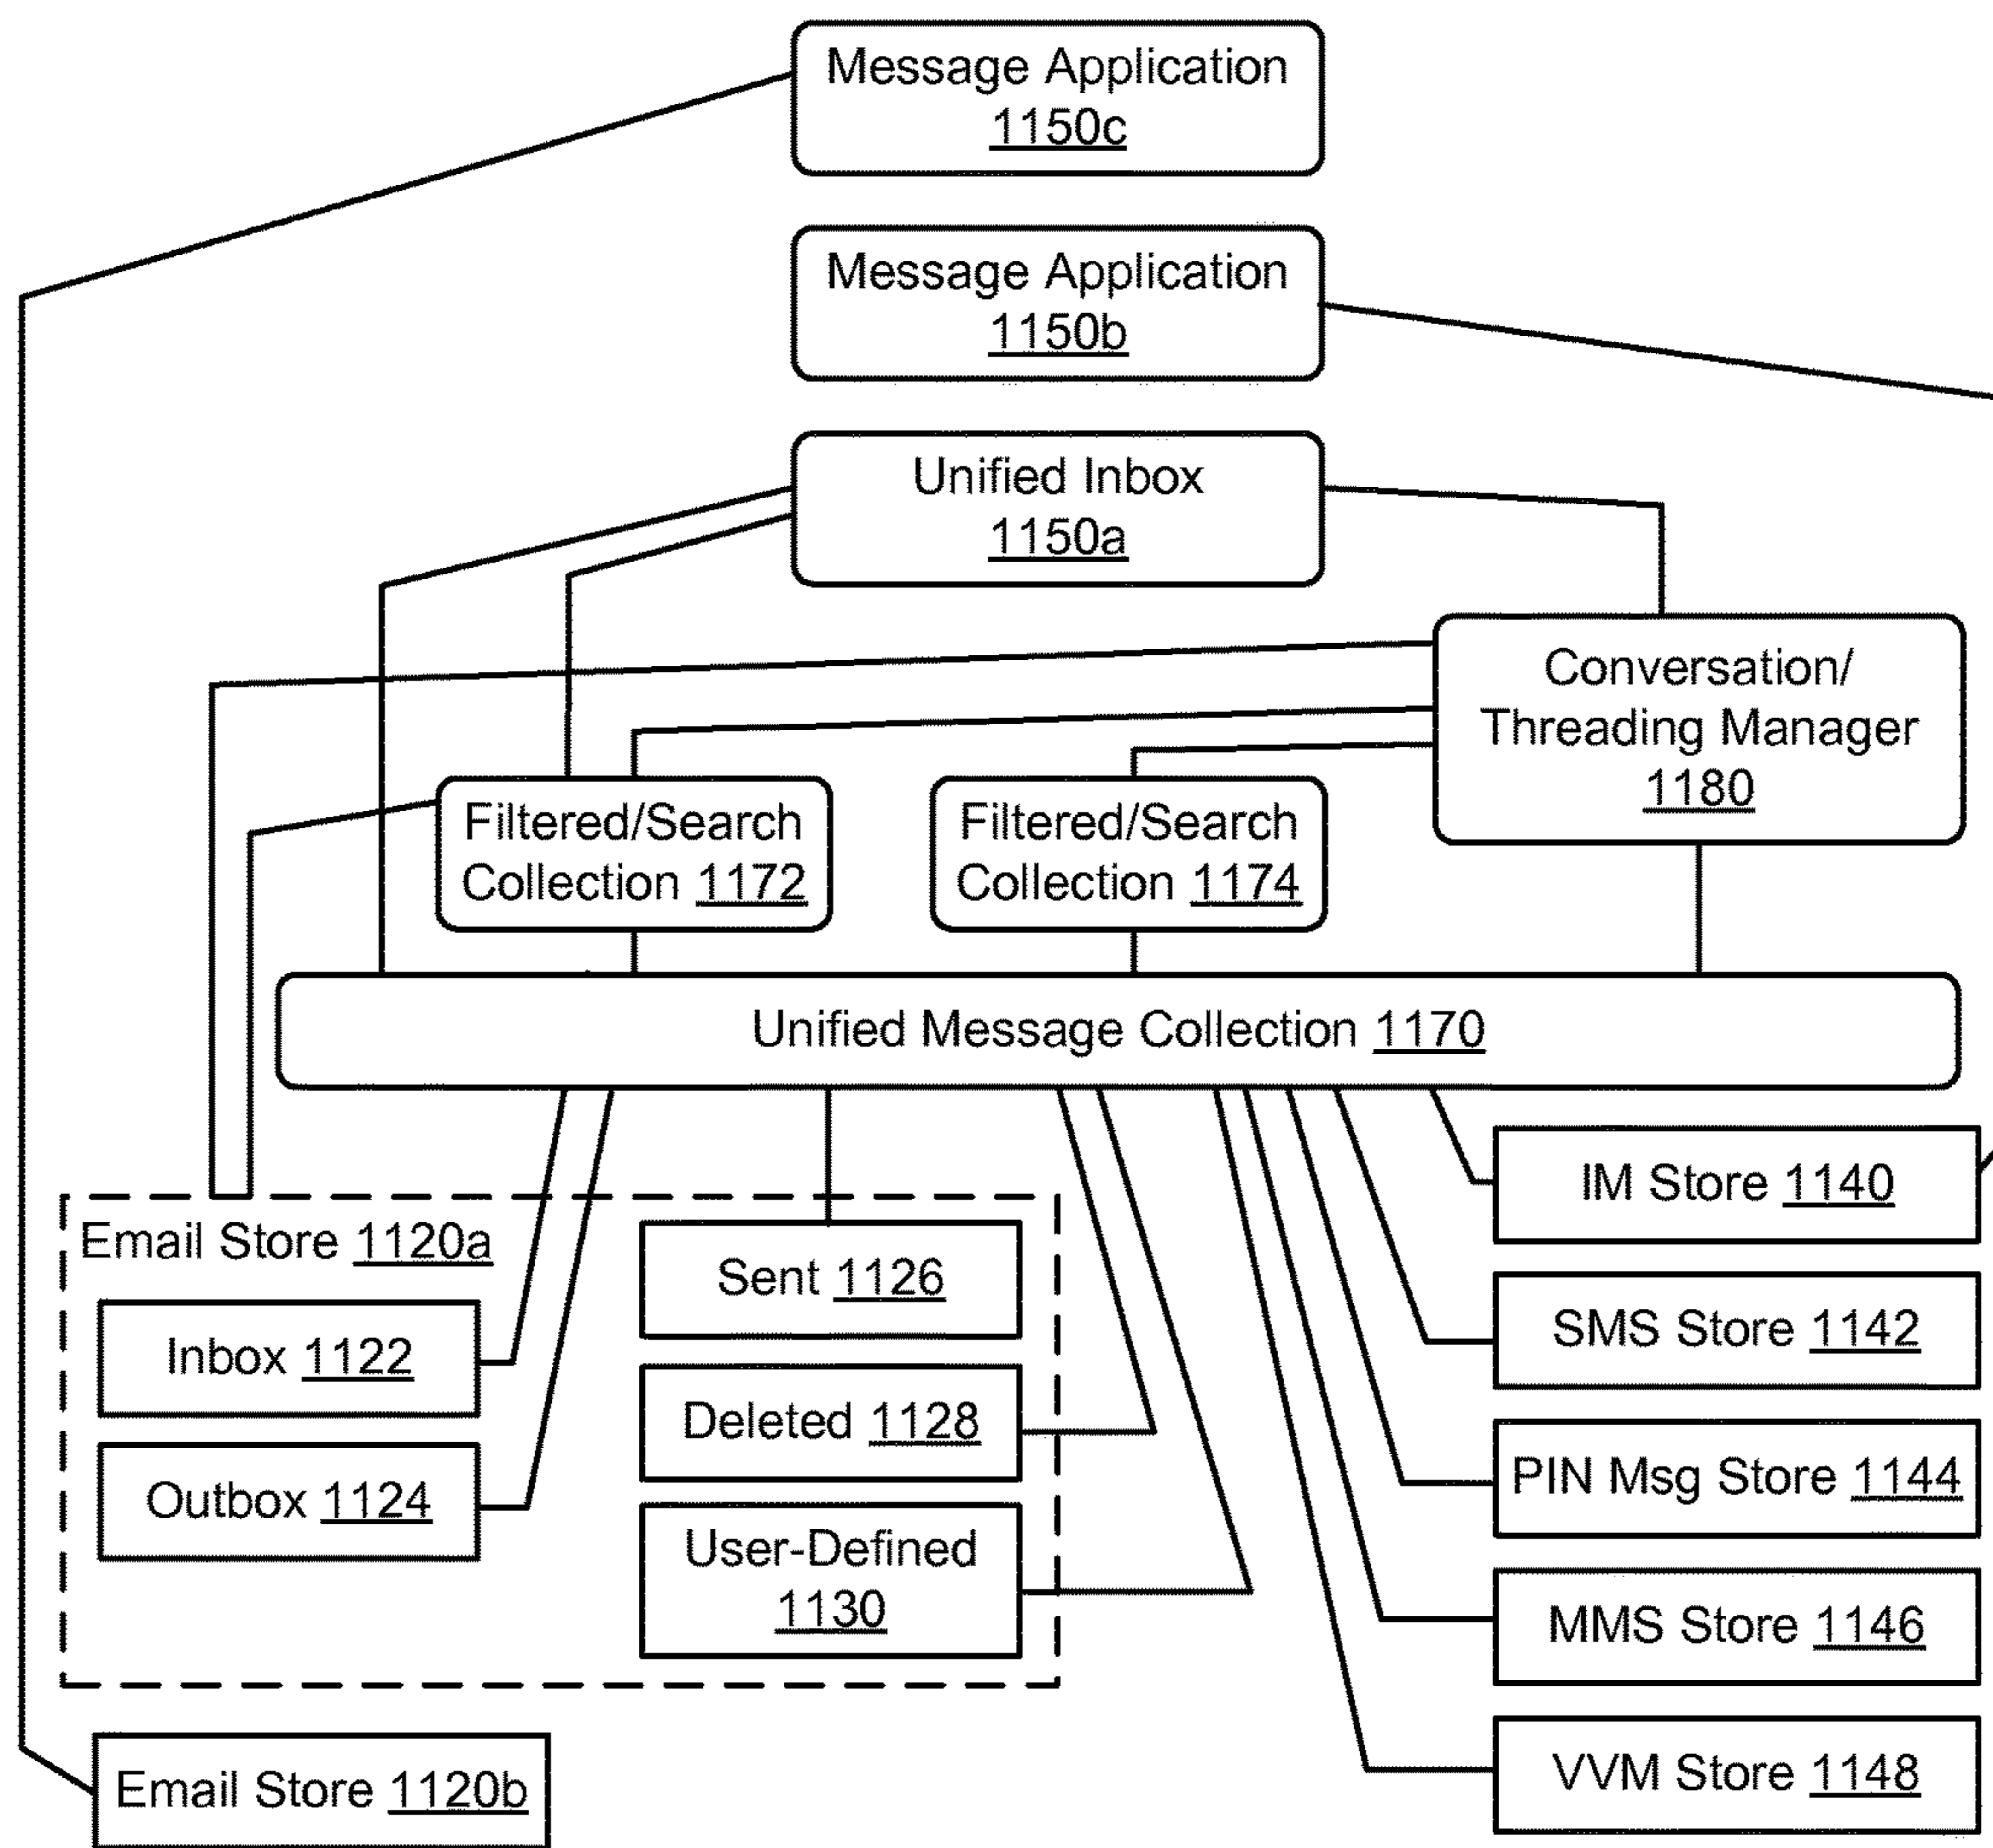 Message Application
1150c
Message Application
1150b
Unified Inbox
1150a
Conversation/
Threading Manager
1180
Filtered/Search
Collection 1172
Filtered/Search
Collection 1174
Unified Message Collection 1170
Email Store 1120a
Inbox 1122
Outbox 1124
Sent 1126
Deleted 1128
User-Defined
1130
IM Store 1140
SMS Store 1142
PIN Msg Store 1144
MMS Store 1146
VVM Store 1148
Email Store 1120b